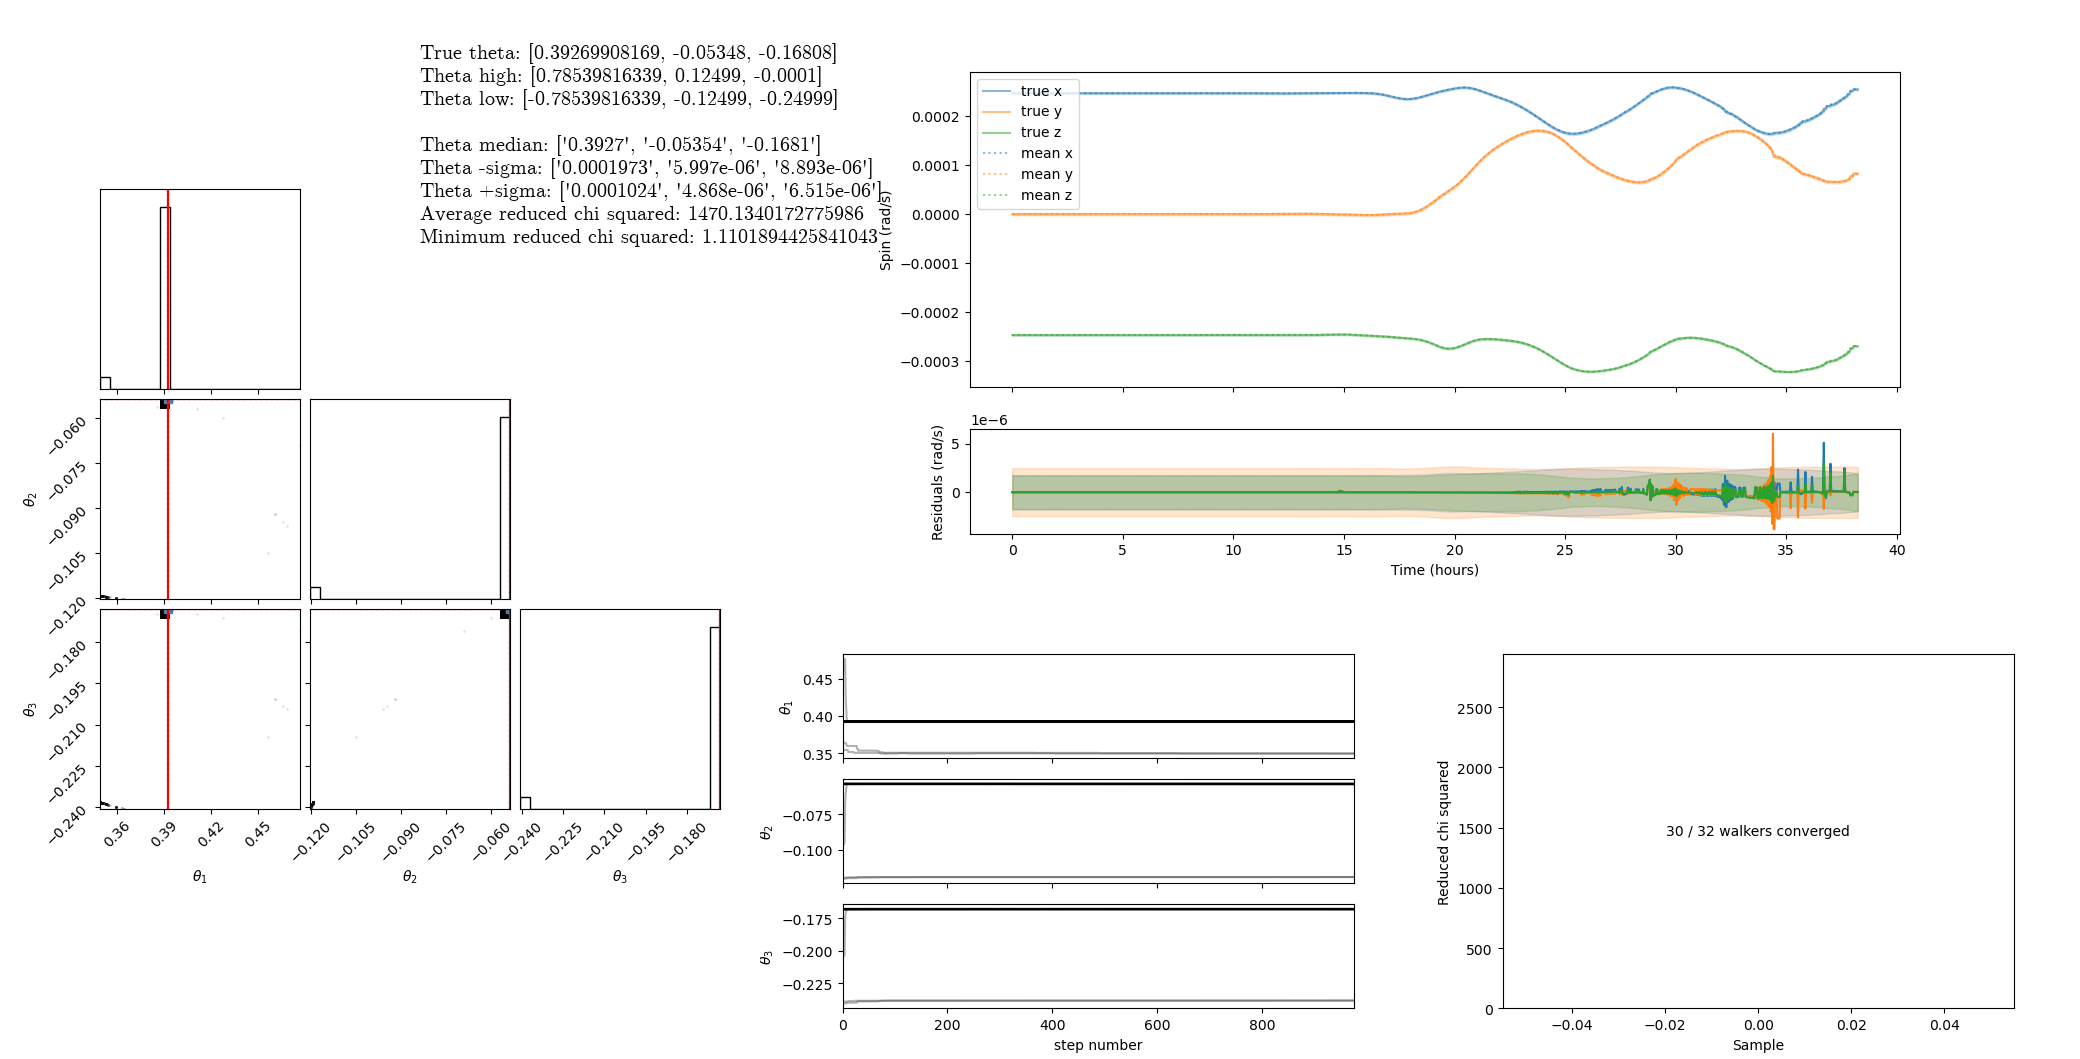 True theta: [0.39269908169, -0.05348, -0.16808]
Theta high: [0.78539816339, 0.12499, -0.0001]
Theta low: [-0.78539816339, -0.12499, -0.24999]
Theta median: ['0.3927', '-0.05354', '-0.1681']
Theta -sigma: ['0.0001973', '5.997e-06', '8.893e-06']
Theta +sigma: ['0.0001024', '4.868e-06', '6.515e-06']
Average reduced chi squared: 1470.1340172775986
Minimum reduced chi squared: 1.1101894425841043
true x
true y
true z
mean x
mean y
mean z
Spin (rad/s)
0.0002
0.0001
0.0000
−0.0001
−0.0002
−0.0003
1e−6
Residuals (rad/s)
5
0
0 5 10 15 20 25 30 35 40
Time (hours)
θ2
−0.060
−0.075
−0.090
−0.105
−0.120
θ3
−0.180
−0.195
−0.210
−0.225
−0.240
0.36 0.39 0.42 0.45
θ1
−0.120 −0.105 −0.090 −0.075 −0.060
θ2
−0.240 −0.225 −0.210 −0.195 −0.180
θ3
θ1
0.45
0.40
0.35
θ2
−0.075
−0.100
θ3
−0.175
−0.200
−0.225
0 200 400 600 800
step number
Reduced chi squared
2500
2000
1500
1000
500
0
30 / 32 walkers converged
−0.04 −0.02 0.00 0.02 0.04
Sample